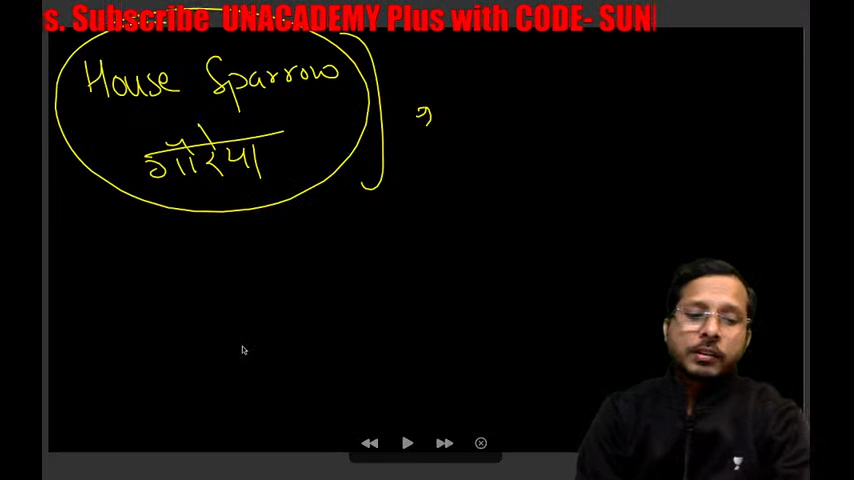 s. Subscribe UNACADEMY Plus with CODE- SUN
House Sparrow
गौरैया